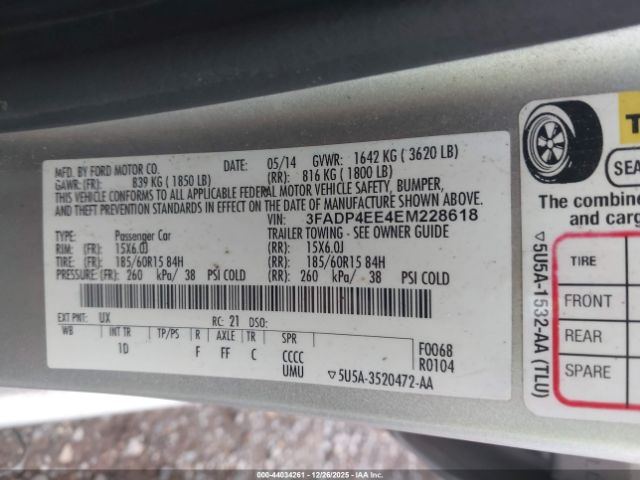 MFD. BY FORD MOTOR CO.
DATE: 05/14 GVWR: 1642 KG ( 3620 LB)
GAWR: (FR): 839 KG ( 1850 LB) (RR): 816 KG ( 1800 LB)
THIS VEHICLE CONFORMS TO ALL APPLICABLE FEDERAL MOTOR VEHICLE SAFETY, BUMPER,
AND THEFT PREVENTION STANDARDS IN EFFECT ON THE DATE OF MANUFACTURE SHOWN ABOVE.
VIN: 3FADP4EE4EM228618
TYPE: Passenger Car TRAILER TOWING - SEE OWNER GUIDE
RIM: (FR): 15X6.0J (RR): 15X6.0J
TIRE: (FR): 185/60R15 84H (RR): 185/60R15 84H
PRESSURE: (FR): 260 kPa/ 38 PSI COLD (RR): 260 kPa/ 38 PSI COLD
EXT PNT: UX RC: 21 DSO:
WB INT TR TP/PS R AXLE TR SPR
1D F FF C CCCC F0068
UMU R0104
▽5U5A-3520472-AA
SEA
The combine
and carg
TIRE
FRONT
REAR
SPARE
▽5U5A-1532-AA (TLU)
000-44034261 - 12/26/2025 - COPART